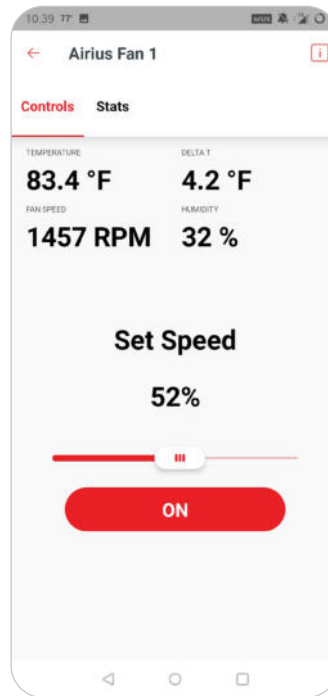 10:39 77°
← Airius Fan 1 i
Controls Stats
TEMPERATURE DELTA T
83.4 °F 4.2 °F
FAN SPEED HUMIDITY
1457 RPM 32 %
Set Speed
52%
ON